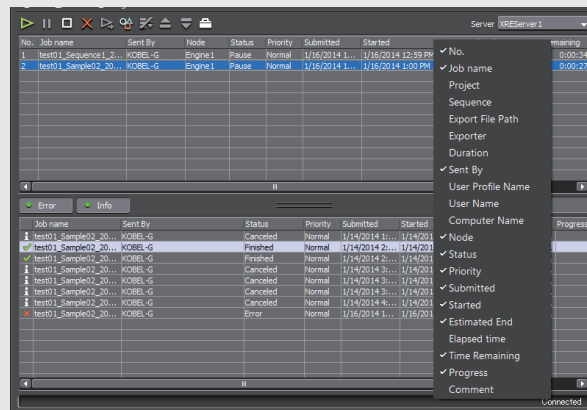 Server XREServer1
No. Job name Sent By Node Status Priority Submitted Started emaining
1 test01_Sequence1_2... KOBEL-G Engine1 Pause Normal 1/16/2014 1... 1/16/2014 12:59 PM 0:00:34
2 test01_Sample02_20... KOBEL-G Engine1 Pause Normal 1/16/2014 1... 1/16/2014 1:00 PM 0:00:27
No.
Job name
Project
Sequence
Export File Path
Exporter
Duration
Sent By
User Profile Name
User Name
Computer Name
Node
Status
Priority
Submitted
Started
Estimated End
Elapsed time
Time Remaining
Progress
Comment
Error Info
Job name Sent By Status Priority Submitted Started Progress
test01_Sample02_20... KOBEL-G Canceled Normal 1/14/2014 1:... 1/14/201
test01_Sample02_20... KOBEL-G Finished Normal 1/14/2014 2:... 1/14/201
test01_Sample02_20... KOBEL-G Finished Normal 1/14/2014 2:... 1/14/201
test01_Sample02_20... KOBEL-G Canceled Normal 1/14/2014 3:... 1/14/201
test01_Sample02_20... KOBEL-G Canceled Normal 1/14/2014 3:... 1/14/201
test01_Sample02_20... KOBEL-G Canceled Normal 1/14/2014 3:... 1/14/201
test01_Sample02_20... KOBEL-G Canceled Normal 1/14/2014 4:... 1/14/201
test01_Sample02_20... KOBEL-G Error Normal 1/16/2014 1... 1/16/201
Connected